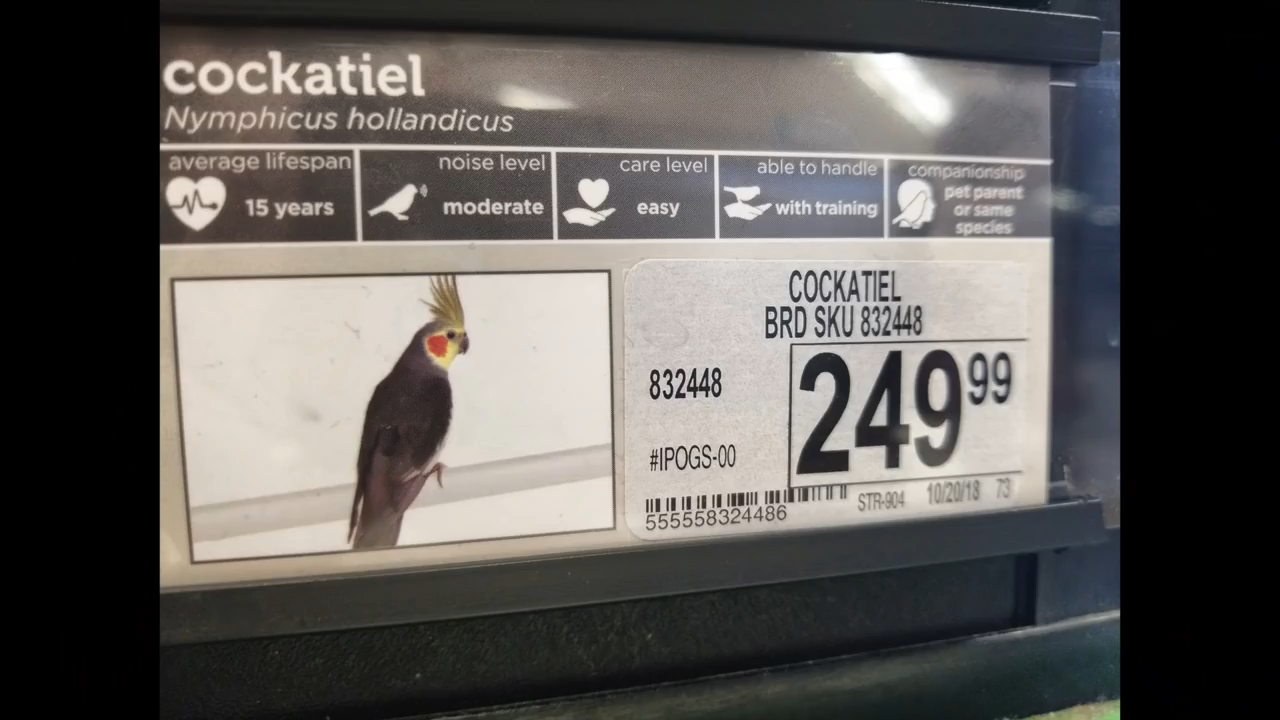 cockatiel
Nymphicus hollandicus
average lifespan
15 years
noise level
moderate
care level
easy
able to handle
with training
companionship
pet parent
or same
species
COCKATIEL
BRD SKU 832448
832448
249 99
#IPOGS-00
555558324486
STR-904 10/20/18 73